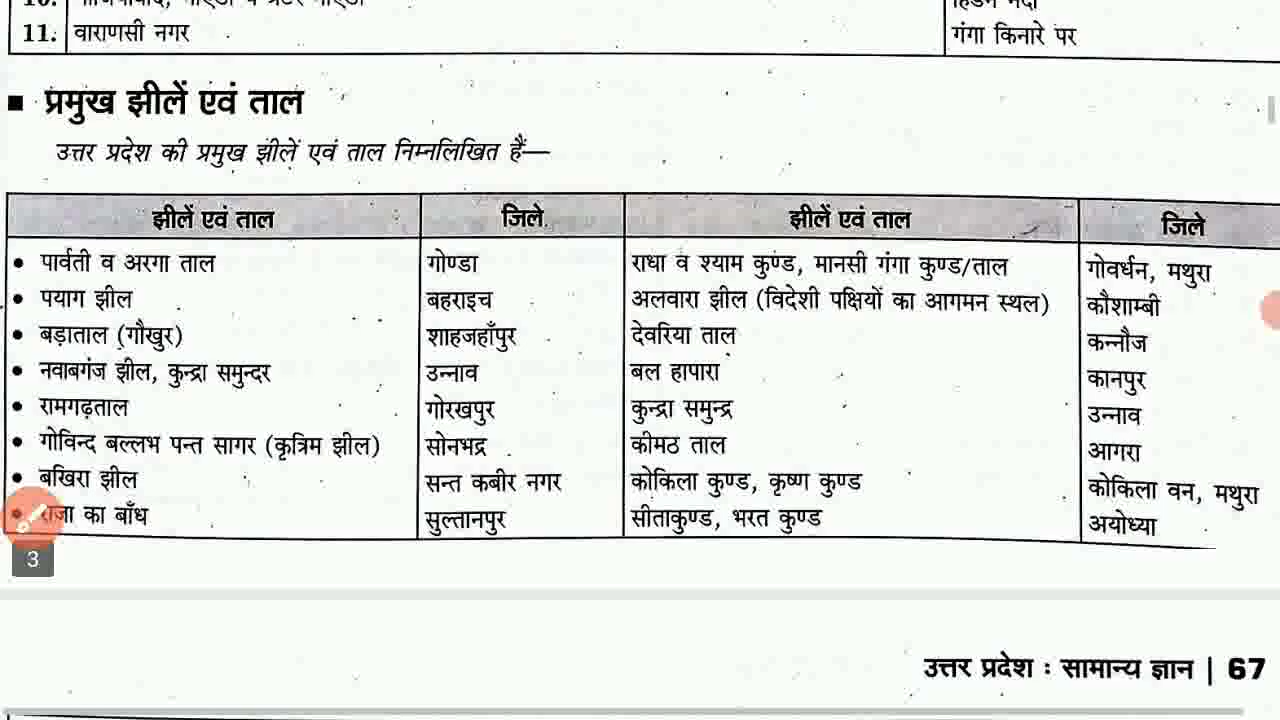 11. वाराणसी नगर गंगा किनारे पर
■ प्रमुख झीलें एवं ताल
उत्तर प्रदेश की प्रमुख झीलें एवं ताल निम्नलिखित हैं—
झीलें एवं ताल जिले झीलें एवं ताल जिले
• पार्वती व अरगा ताल गोण्डा राधा व श्याम कुण्ड, मानसी गंगा कुण्ड/ताल गोवर्धन, मथुरा
• पयाग झील बहराइच अलवारा झील (विदेशी पक्षियों का आगमन स्थल) कौशाम्बी
• बड़ाताल (गौखुर) शाहजहाँपुर देवरिया ताल कन्नौज
• नवाबगंज झील, कुन्द्रा समुन्दर उन्नाव बल हापारा कानपुर
• रामगढ़ताल गोरखपुर कुन्द्रा समुन्द्र उन्नाव
• गोविन्द बल्लभ पन्त सागर (कृत्रिम झील) सोनभद्र कीमठ ताल आगरा
• बखिरा झील सन्त कबीर नगर कोकिला कुण्ड, कृष्ण कुण्ड कोकिला वन, मथुरा
• राजा का बाँध सुल्तानपुर सीताकुण्ड, भरत कुण्ड अयोध्या
3
उत्तर प्रदेश : सामान्य ज्ञान | 67